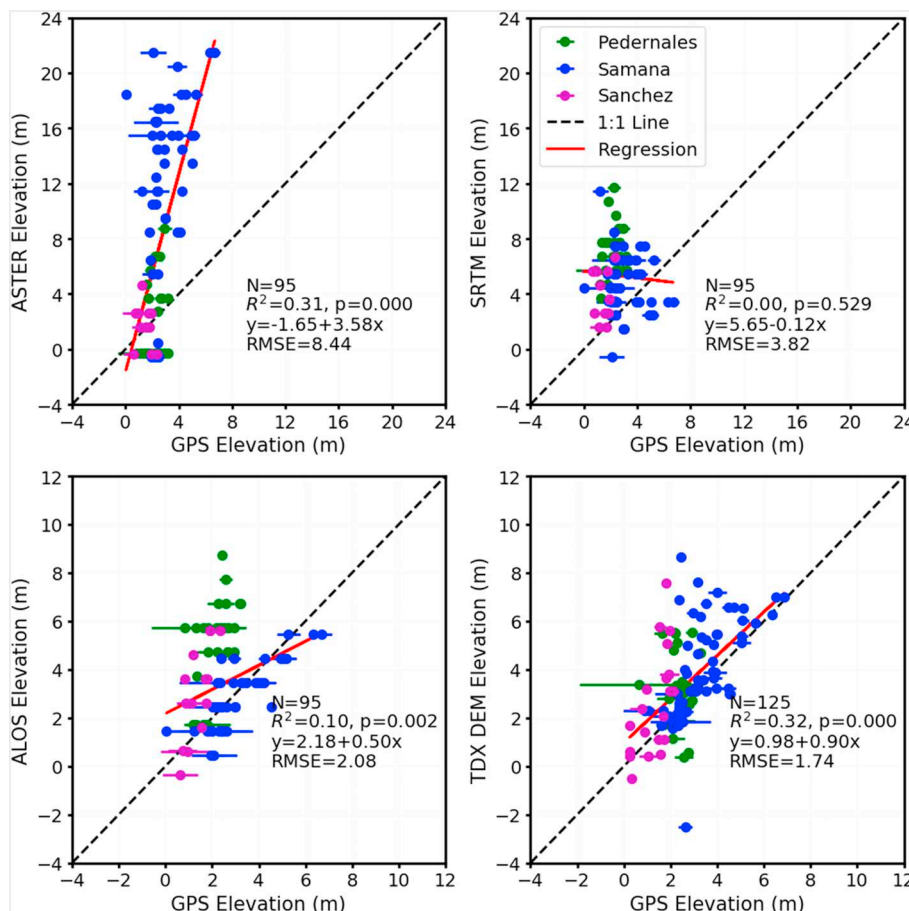 24
20
16
12
8
4
0
−4
ASTER Elevation (m)
N=95
R²=0.31, p=0.000
y=-1.65+3.58x
RMSE=8.44
−4 0 4 8 12 16 20 24
GPS Elevation (m)
24
20
16
12
8
4
0
−4
SRTM Elevation (m)
Pedernales
Samana
Sanchez
1:1 Line
Regression
N=95
R²=0.00, p=0.529
y=5.65-0.12x
RMSE=3.82
−4 0 4 8 12 16 20 24
GPS Elevation (m)
12
10
8
6
4
2
0
−2
−4
ALOS Elevation (m)
N=95
R²=0.10, p=0.002
y=2.18+0.50x
RMSE=2.08
−4 −2 0 2 4 6 8 10 12
GPS Elevation (m)
12
10
8
6
4
2
0
−2
−4
TDX DEM Elevation (m)
N=125
R²=0.32, p=0.000
y=0.98+0.90x
RMSE=1.74
−4 −2 0 2 4 6 8 10 12
GPS Elevation (m)